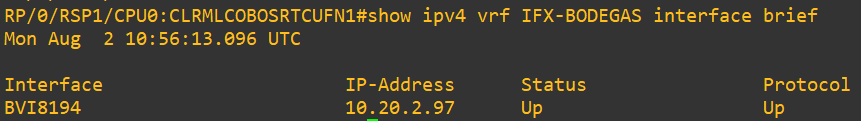 RP/0/RSP1/CPU0:CLRMLCOBOSRTCUFN1#show ipv4 vrf IFX-BODEGAS interface brief
Mon Aug  2 10:56:13.096 UTC
Interface                      IP-Address      Status          Protocol
BVI8194                        10.20.2.97      Up              Up